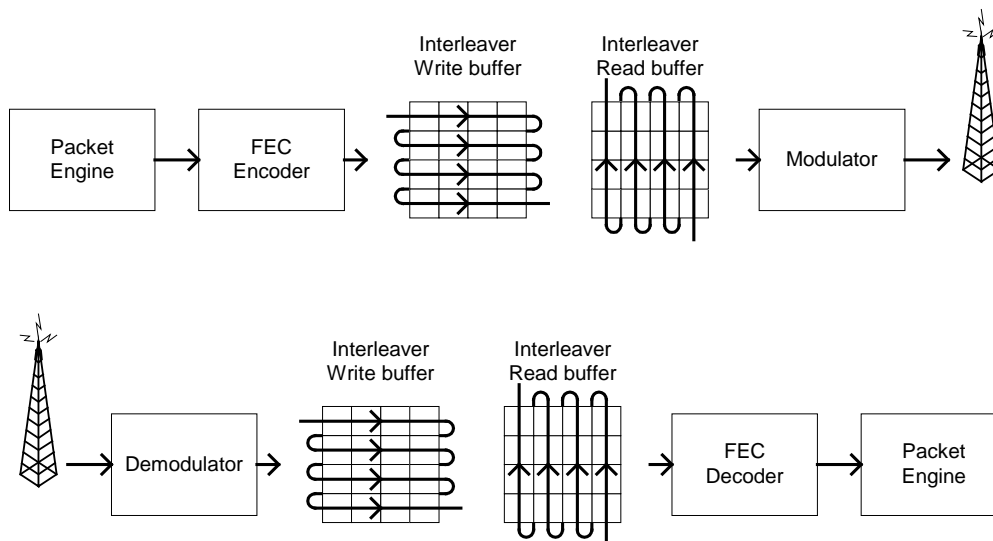 Interleaver
Write buffer
Interleaver
Read buffer
Packet
Engine
FEC
Encoder
Modulator
Interleaver
Write buffer
Interleaver
Read buffer
Demodulator
FEC
Decoder
Packet
Engine